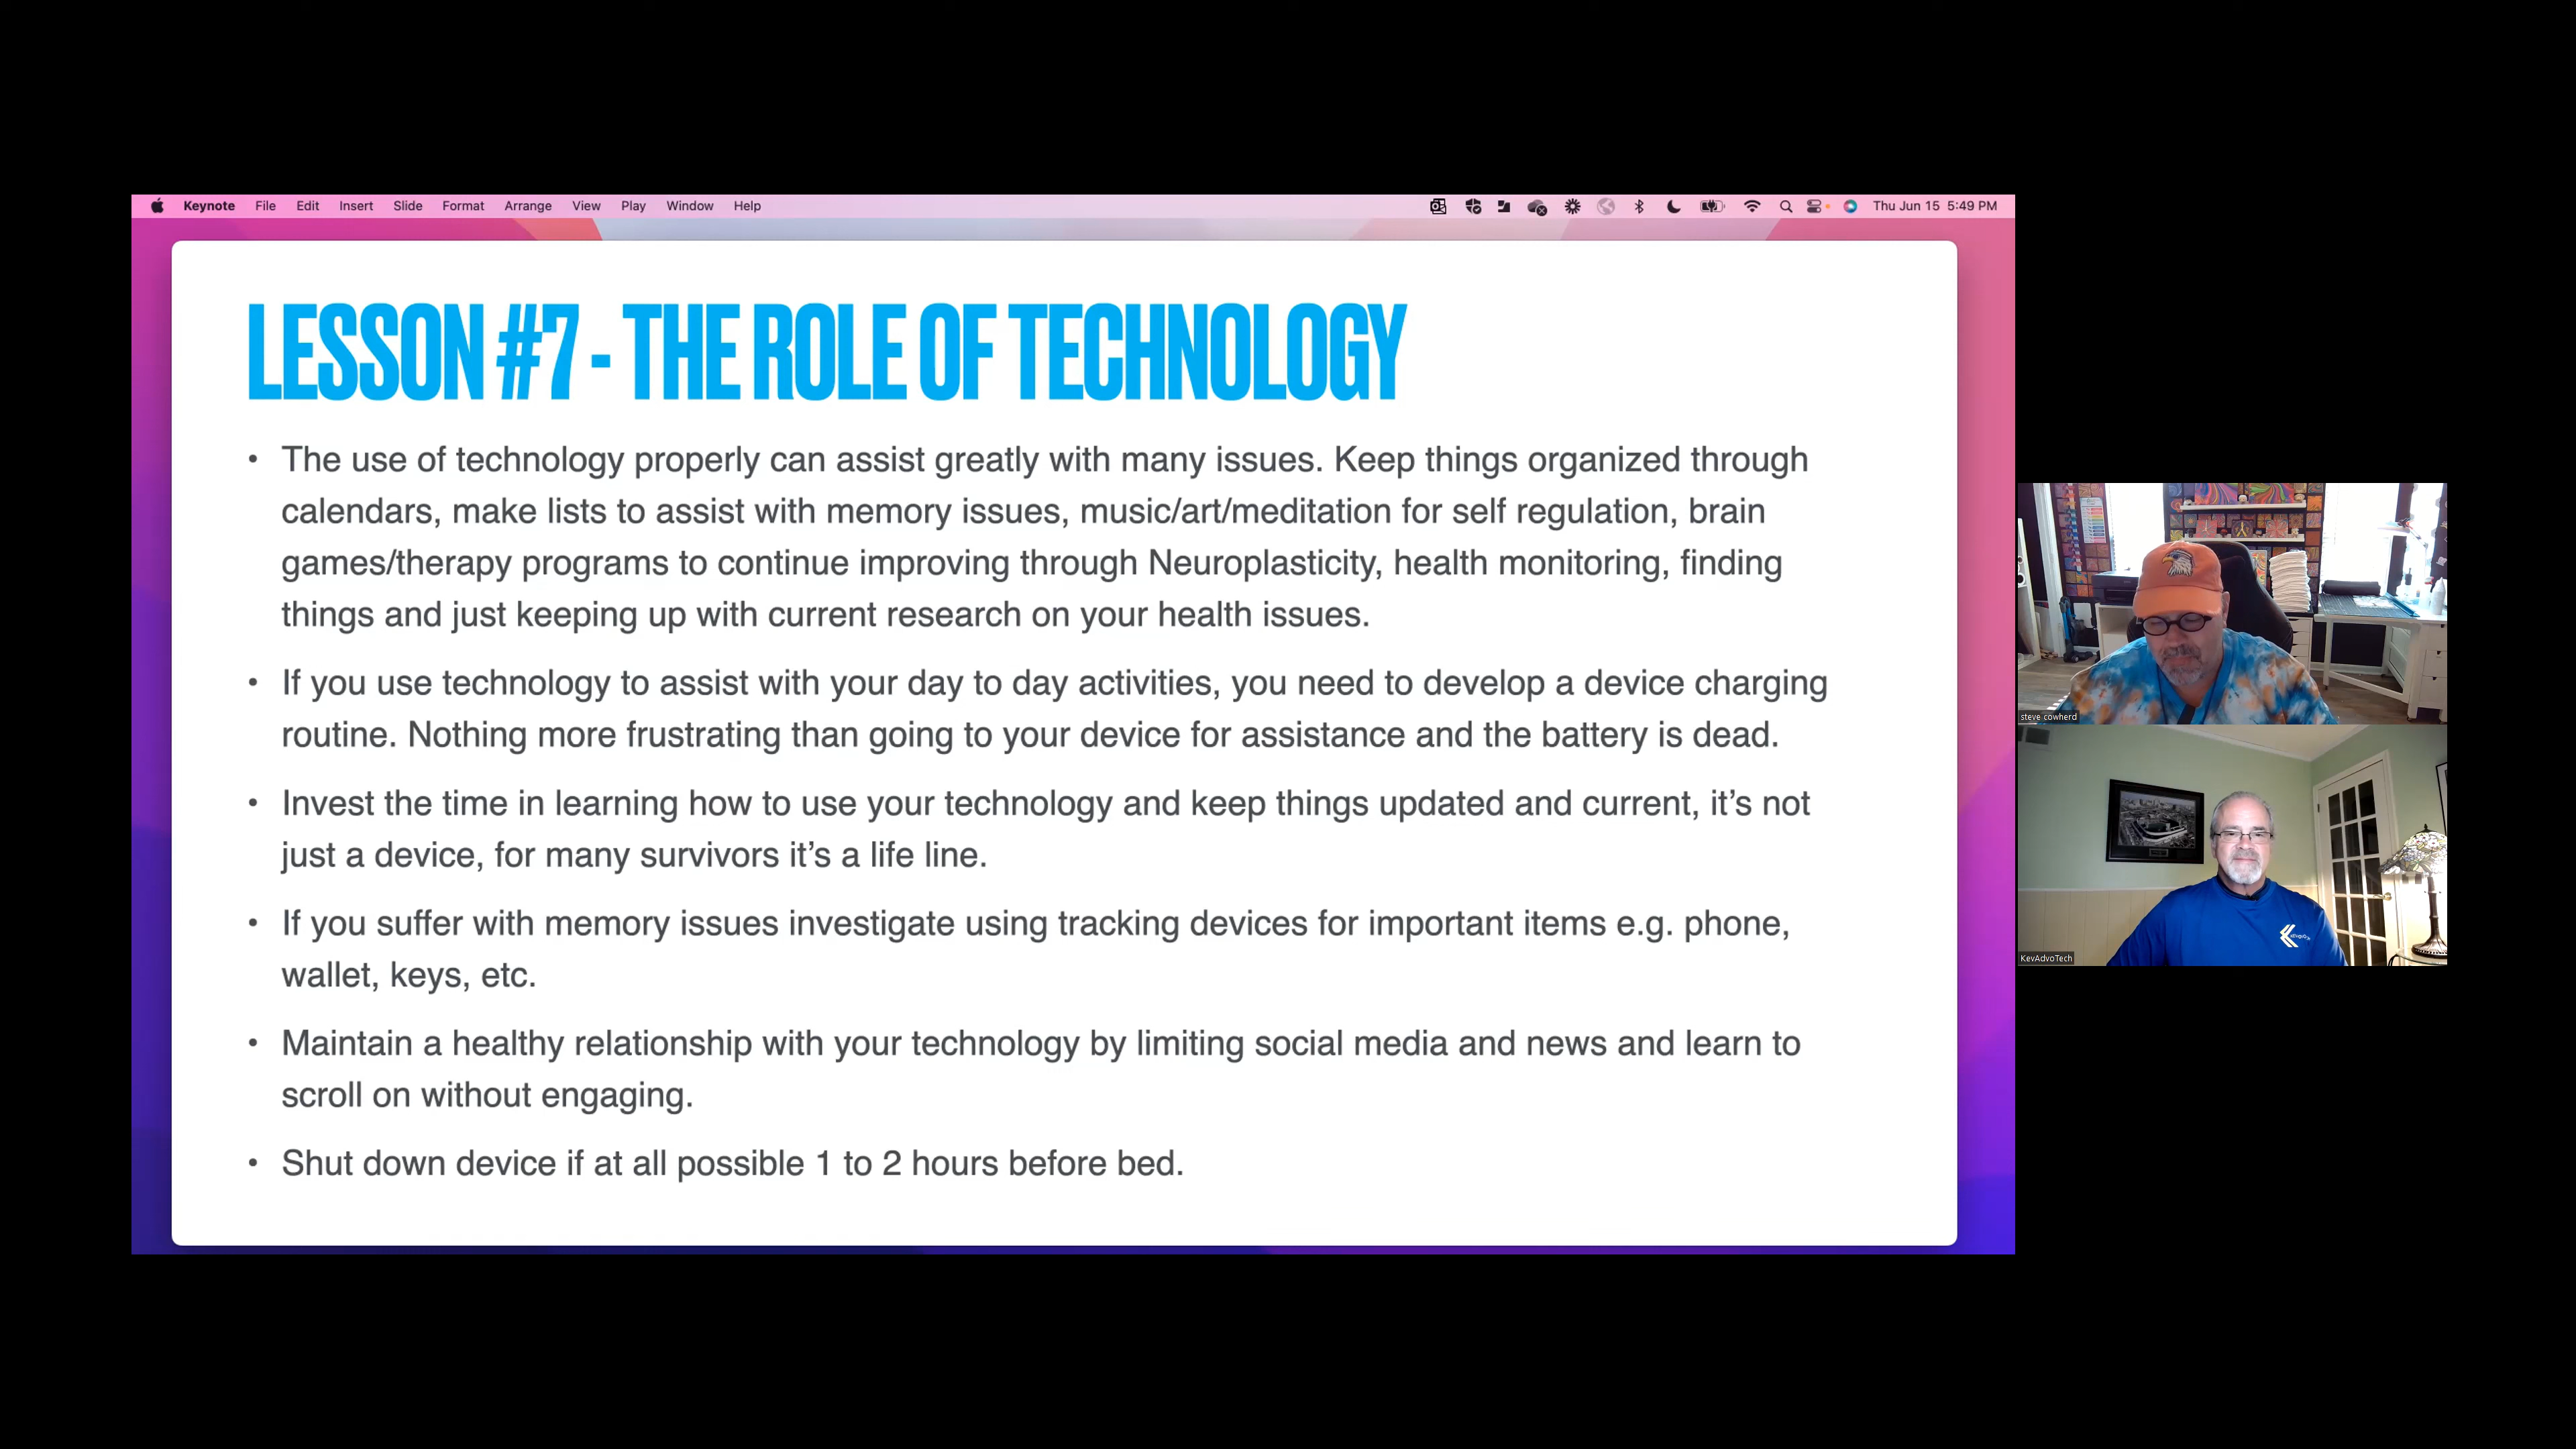 Keynote File Edit Insert Slide Format Arrange View Play Window Help Thu Jun 15 5:49 PM
LESSON #7 - THE ROLE OF TECHNOLOGY
• The use of technology properly can assist greatly with many issues. Keep things organized through
calendars, make lists to assist with memory issues, music/art/meditation for self regulation, brain
games/therapy programs to continue improving through Neuroplasticity, health monitoring, finding
things and just keeping up with current research on your health issues.
• If you use technology to assist with your day to day activities, you need to develop a device charging
routine. Nothing more frustrating than going to your device for assistance and the battery is dead.
• Invest the time in learning how to use your technology and keep things updated and current, it’s not
just a device, for many survivors it’s a life line.
• If you suffer with memory issues investigate using tracking devices for important items e.g. phone,
wallet, keys, etc.
• Maintain a healthy relationship with your technology by limiting social media and news and learn to
scroll on without engaging.
• Shut down device if at all possible 1 to 2 hours before bed.
steve cowherd
KevAdvoTech